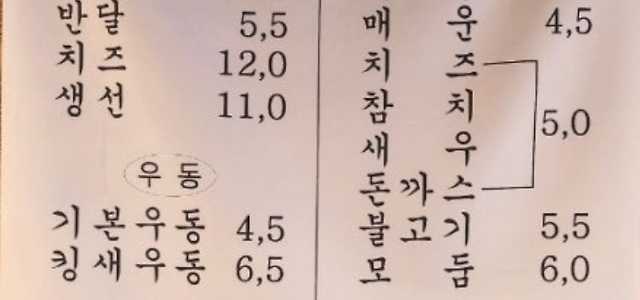 반달 5,5
치즈 12,0
생선 11,0
우동
기본우동 4,5
킹새우동 6,5
매운 4,5
치즈
참치
5,0
새우
돈까스
불고기 5,5
모둠 6,0